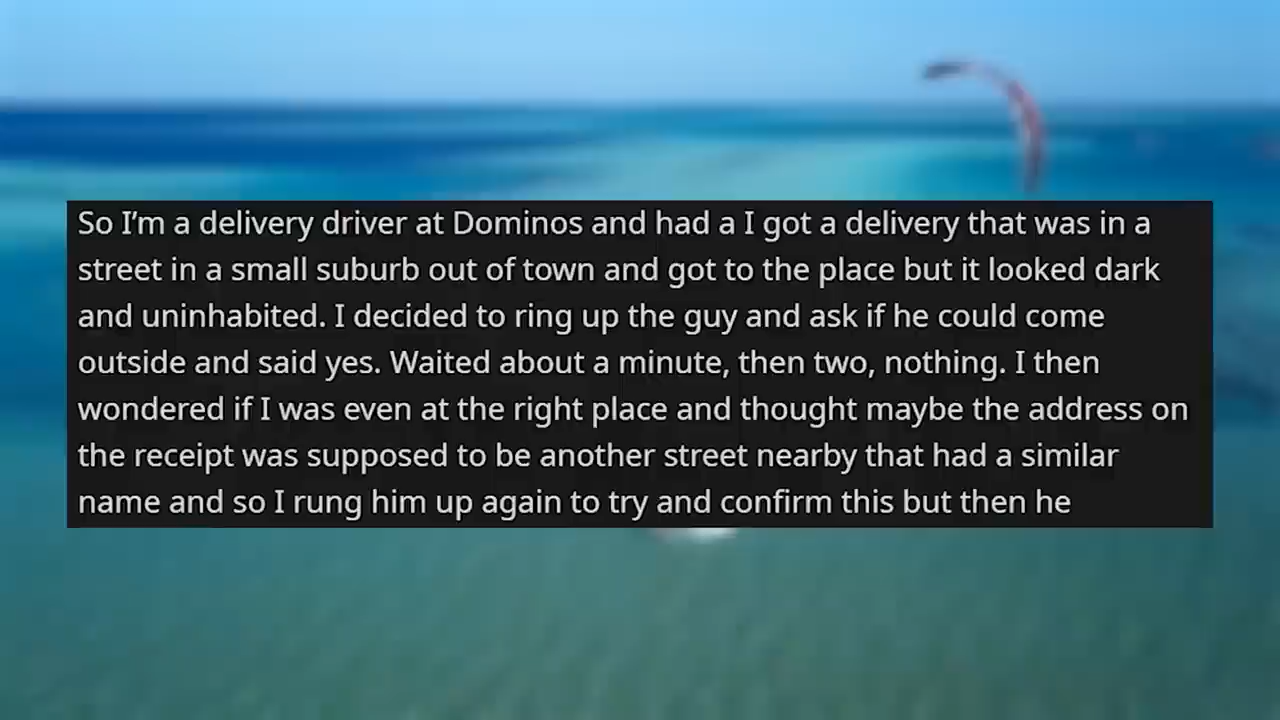 So I’m a delivery driver at Dominos and had a I got a delivery that was in a
street in a small suburb out of town and got to the place but it looked dark
and uninhabited. I decided to ring up the guy and ask if he could come
outside and said yes. Waited about a minute, then two, nothing. I then
wondered if I was even at the right place and thought maybe the address on
the receipt was supposed to be another street nearby that had a similar
name and so I rung him up again to try and confirm this but then he